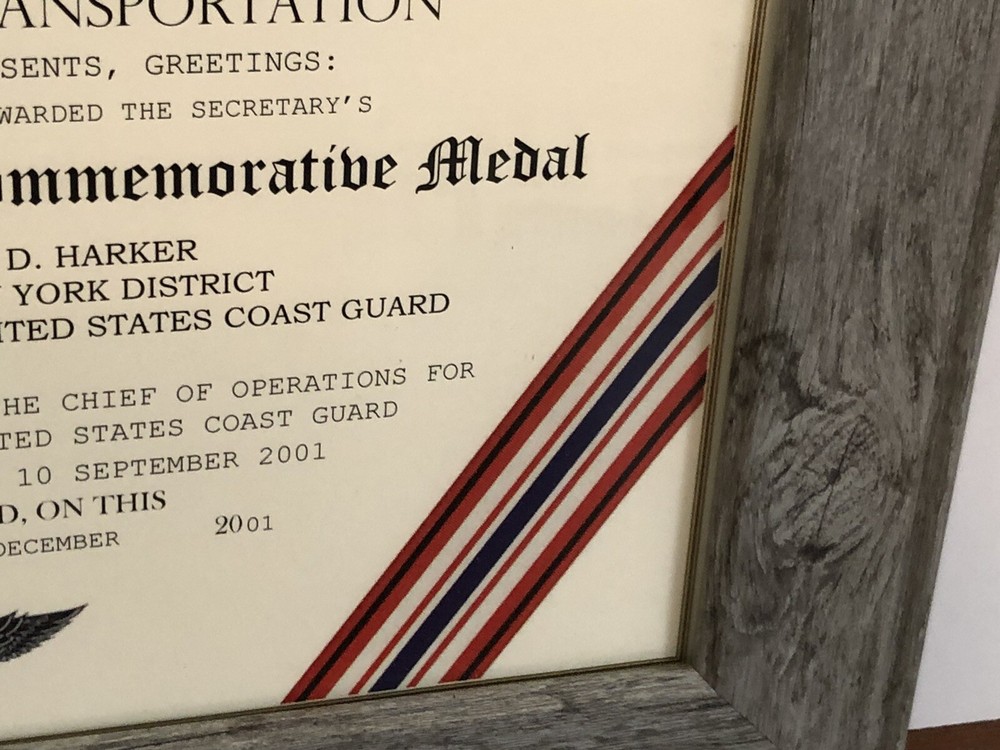 ANSPORTATION
SENTS, GREETINGS:
WARDED THE SECRETARY'S
ommemorative Medal
D. HARKER
YORK DISTRICT
ITED STATES COAST GUARD
HE CHIEF OF OPERATIONS FOR
TED STATES COAST GUARD
10 SEPTEMBER 2001
D, ON THIS
DECEMBER 2001